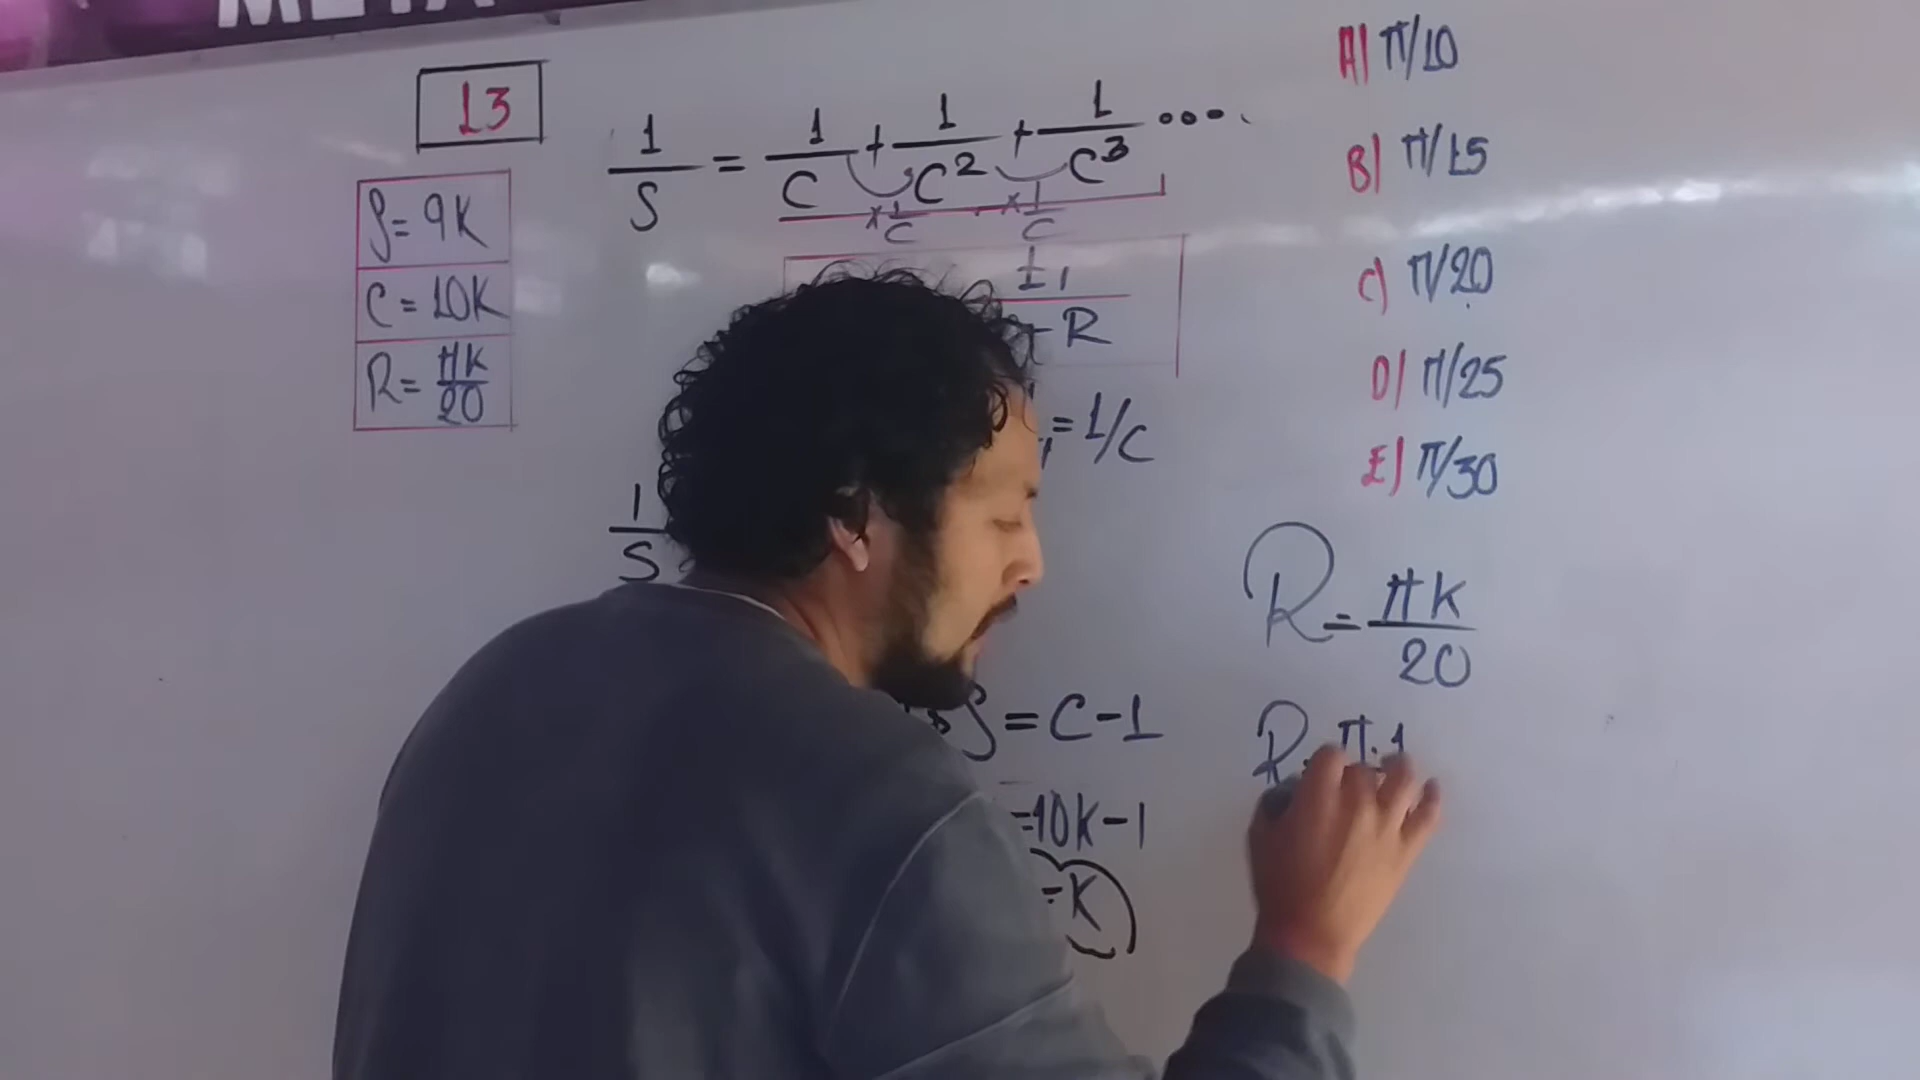 META
13
1/S = 1/C + 1/C² + 1/C³ ....
×1/C ×1/C
S = 9K
C = 10K
R = πK/20
t₁
- R
= 1/C
1/S
S = C - 1
= 10K - 1
= K
A) π/10
B) π/15
C) π/20
D) π/25
E) π/30
R = πK/20
R = π.1